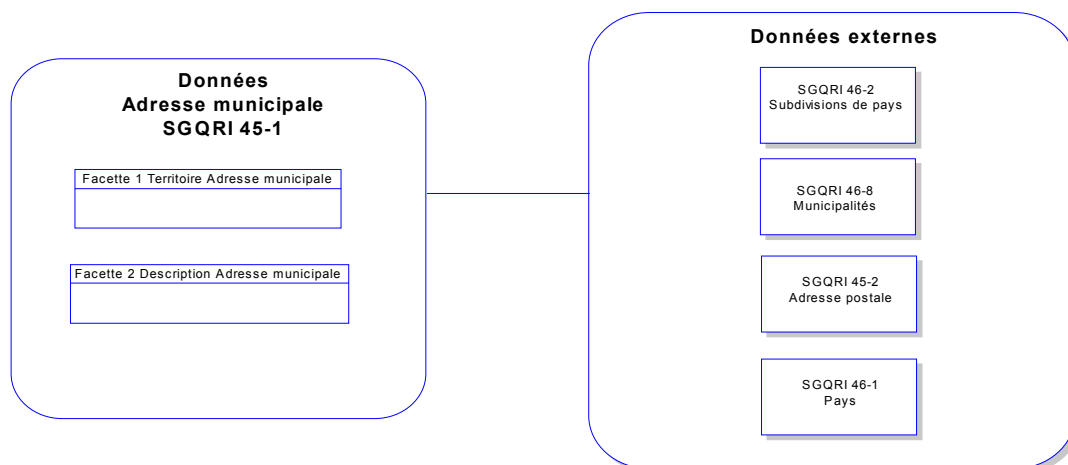 Données
Adresse municipale
SGQRI 45-1
Facette 1 Territoire Adresse municipale
Facette 2 Description Adresse municipale
Données externes
SGQRI 46-2
Subdivisions de pays
SGQRI 46-8
Municipalités
SGQRI 45-2
Adresse postale
SGQRI 46-1
Pays